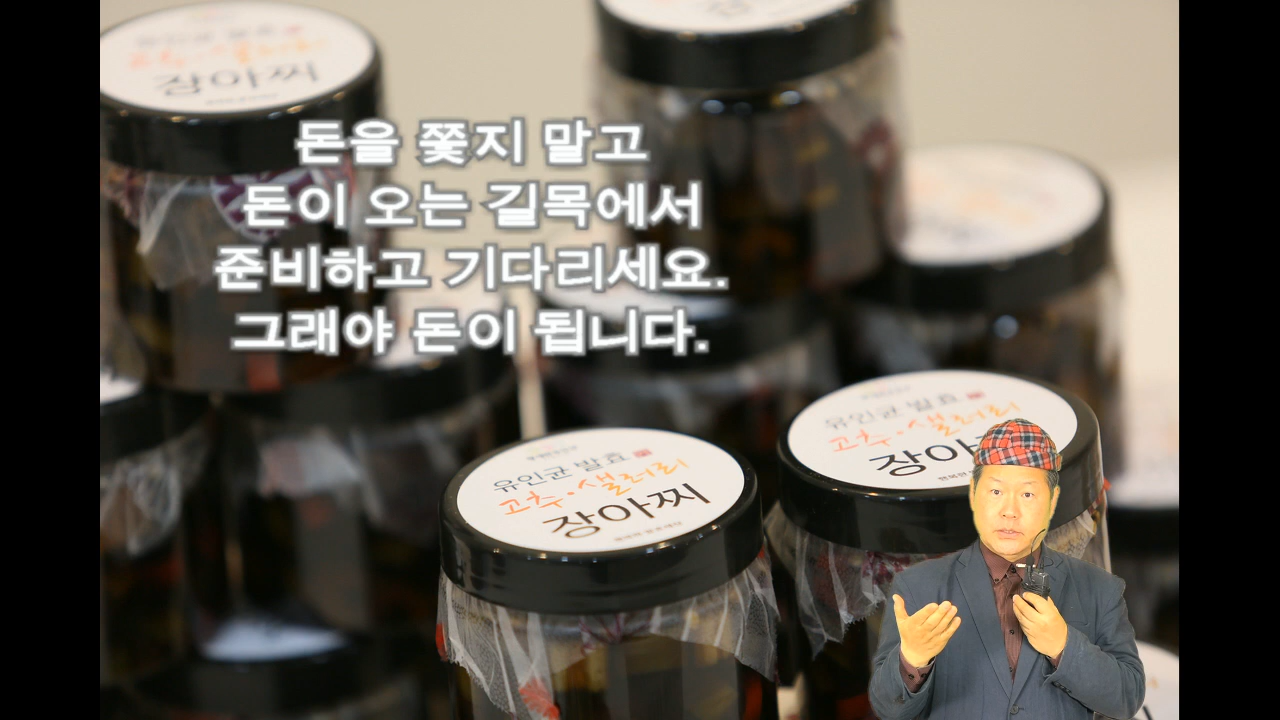 장아찌
돈을 쫓지 말고
돈이 오는 길목에서
준비하고 기다리세요.
그래야 돈이 됩니다.
유인균 발효
고추·샐러리
장아찌
유인균 발효
고추·샐러리